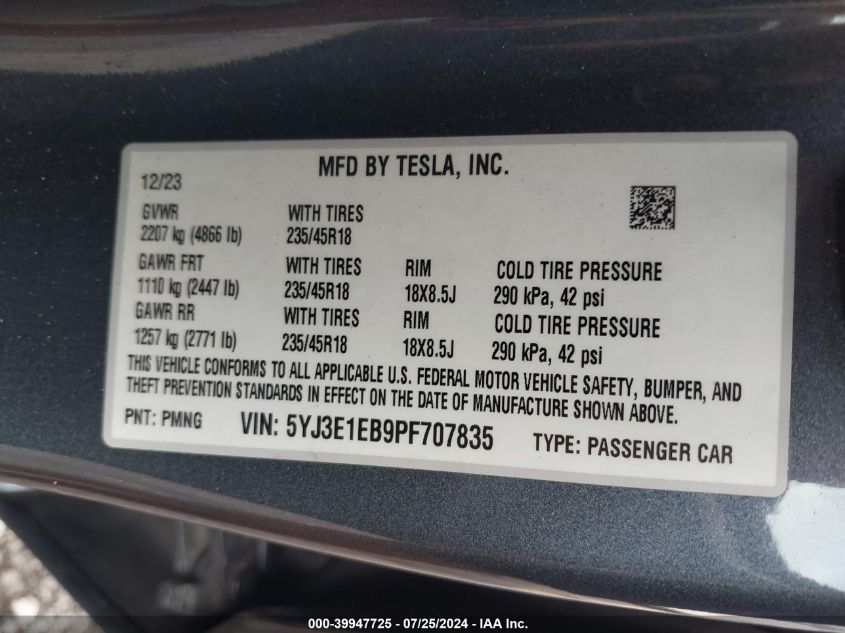 MFD BY TESLA, INC.
12/23
GVWR WITH TIRES
2207 kg (4866 lb) 235/45R18
GAWR FRT WITH TIRES RIM COLD TIRE PRESSURE
1110 kg (2447 lb) 235/45R18 18X8.5J 290 kPa, 42 psi
GAWR RR WITH TIRES RIM COLD TIRE PRESSURE
1257 kg (2771 lb) 235/45R18 18X8.5J 290 kPa, 42 psi
THIS VEHICLE CONFORMS TO ALL APPLICABLE U.S. FEDERAL MOTOR VEHICLE SAFETY, BUMPER, AND
THEFT PREVENTION STANDARDS IN EFFECT ON THE DATE OF MANUFACTURE SHOWN ABOVE.
PNT: PMNG VIN: 5YJ3E1EB9PF707835 TYPE: PASSENGER CAR
000-39947725 - 07/25/2024 - IAA Inc.